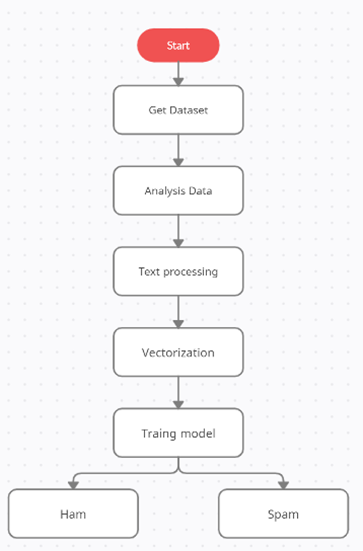 Start
Get Dataset
Analysis Data
Text processing
Vectorization
Traing model
Ham
Spam